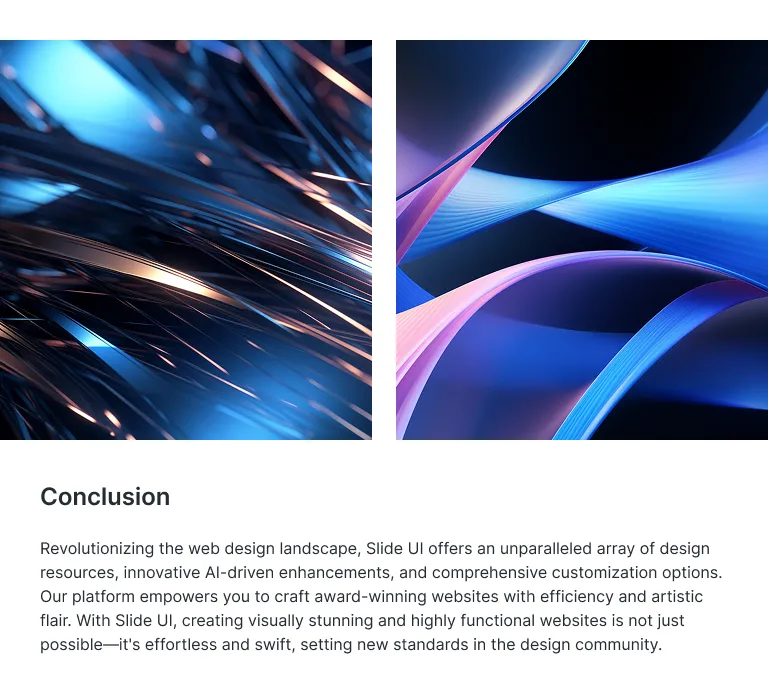 Conclusion
Revolutionizing the web design landscape, Slide UI offers an unparalleled array of design
resources, innovative AI-driven enhancements, and comprehensive customization options.
Our platform empowers you to craft award-winning websites with efficiency and artistic
flair. With Slide UI, creating visually stunning and highly functional websites is not just
possible—it's effortless and swift, setting new standards in the design community.